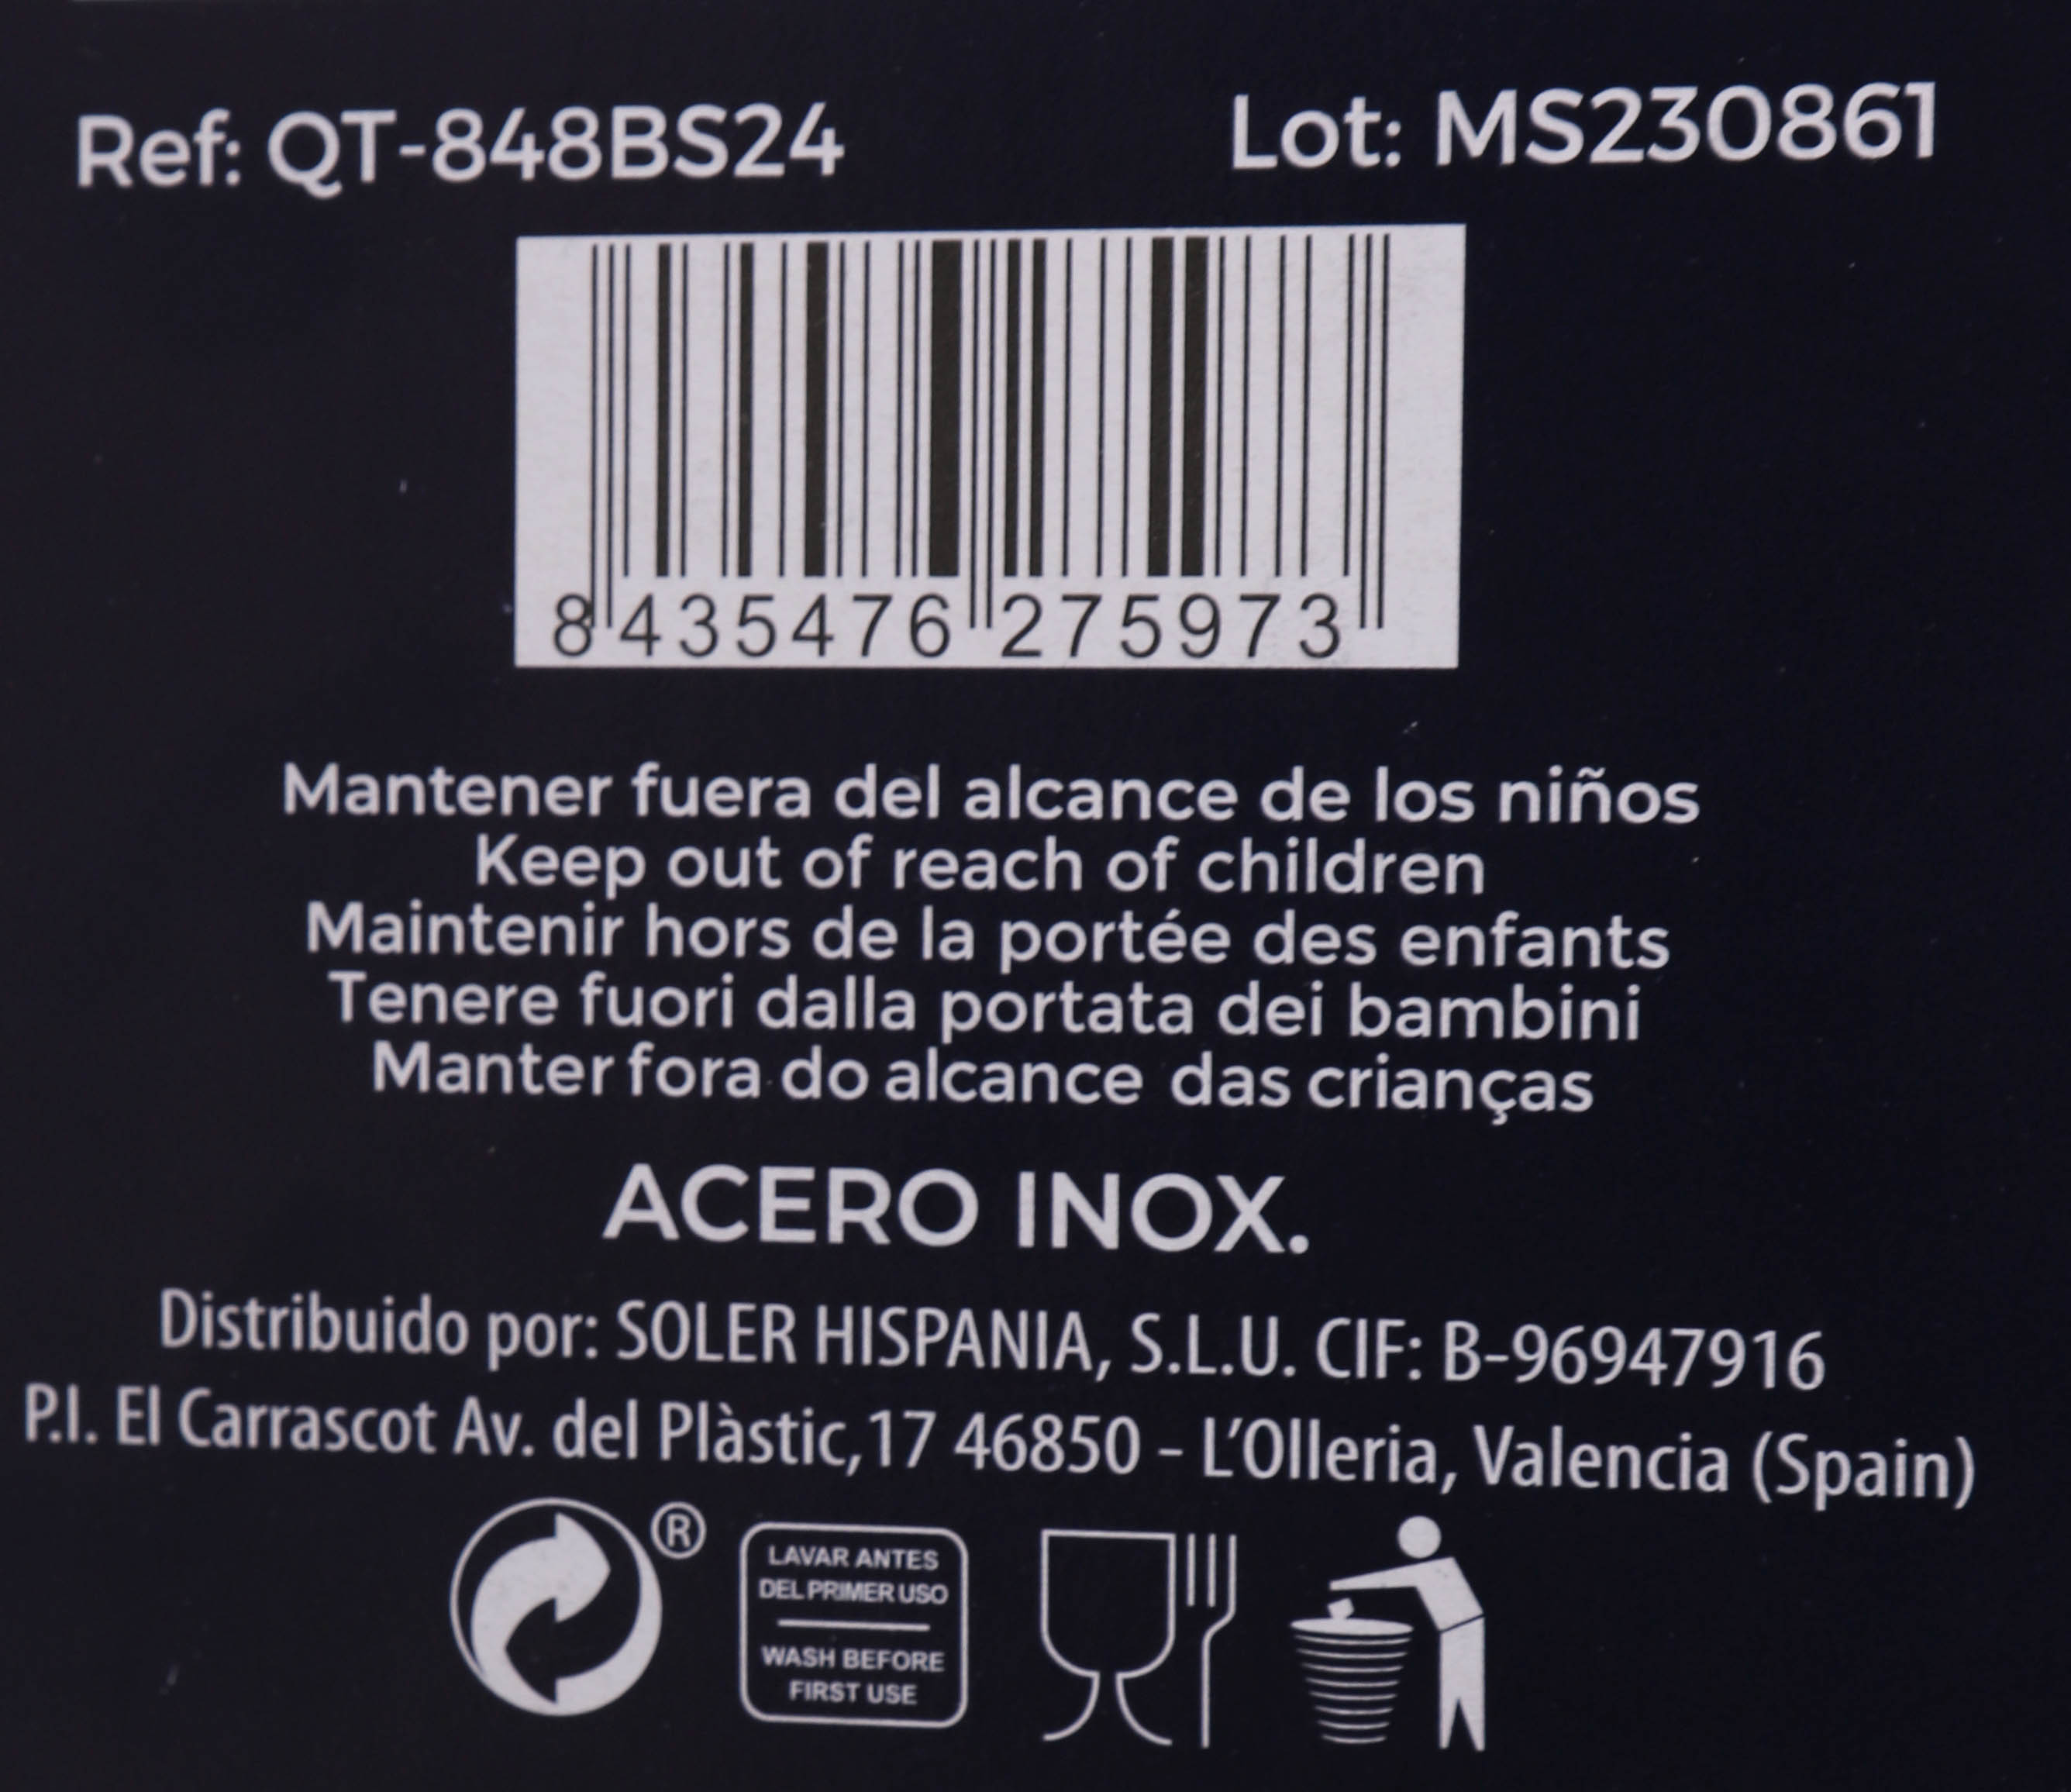 Ref: QT-848BS24 Lot: MS230861
8 435476 275973
Mantener fuera del alcance de los niños
Keep out of reach of children
Maintenir hors de la portée des enfants
Tenere fuori dalla portata dei bambini
Manter fora do alcance das crianças
ACERO INOX.
Distribuido por: SOLER HISPANIA, S.L.U. CIF: B-96947916
P.I. El Carrascot Av. del Plàstic,17 46850 - L'Olleria, Valencia (Spain)
®
LAVAR ANTES
DEL PRIMER USO
WASH BEFORE
FIRST USE